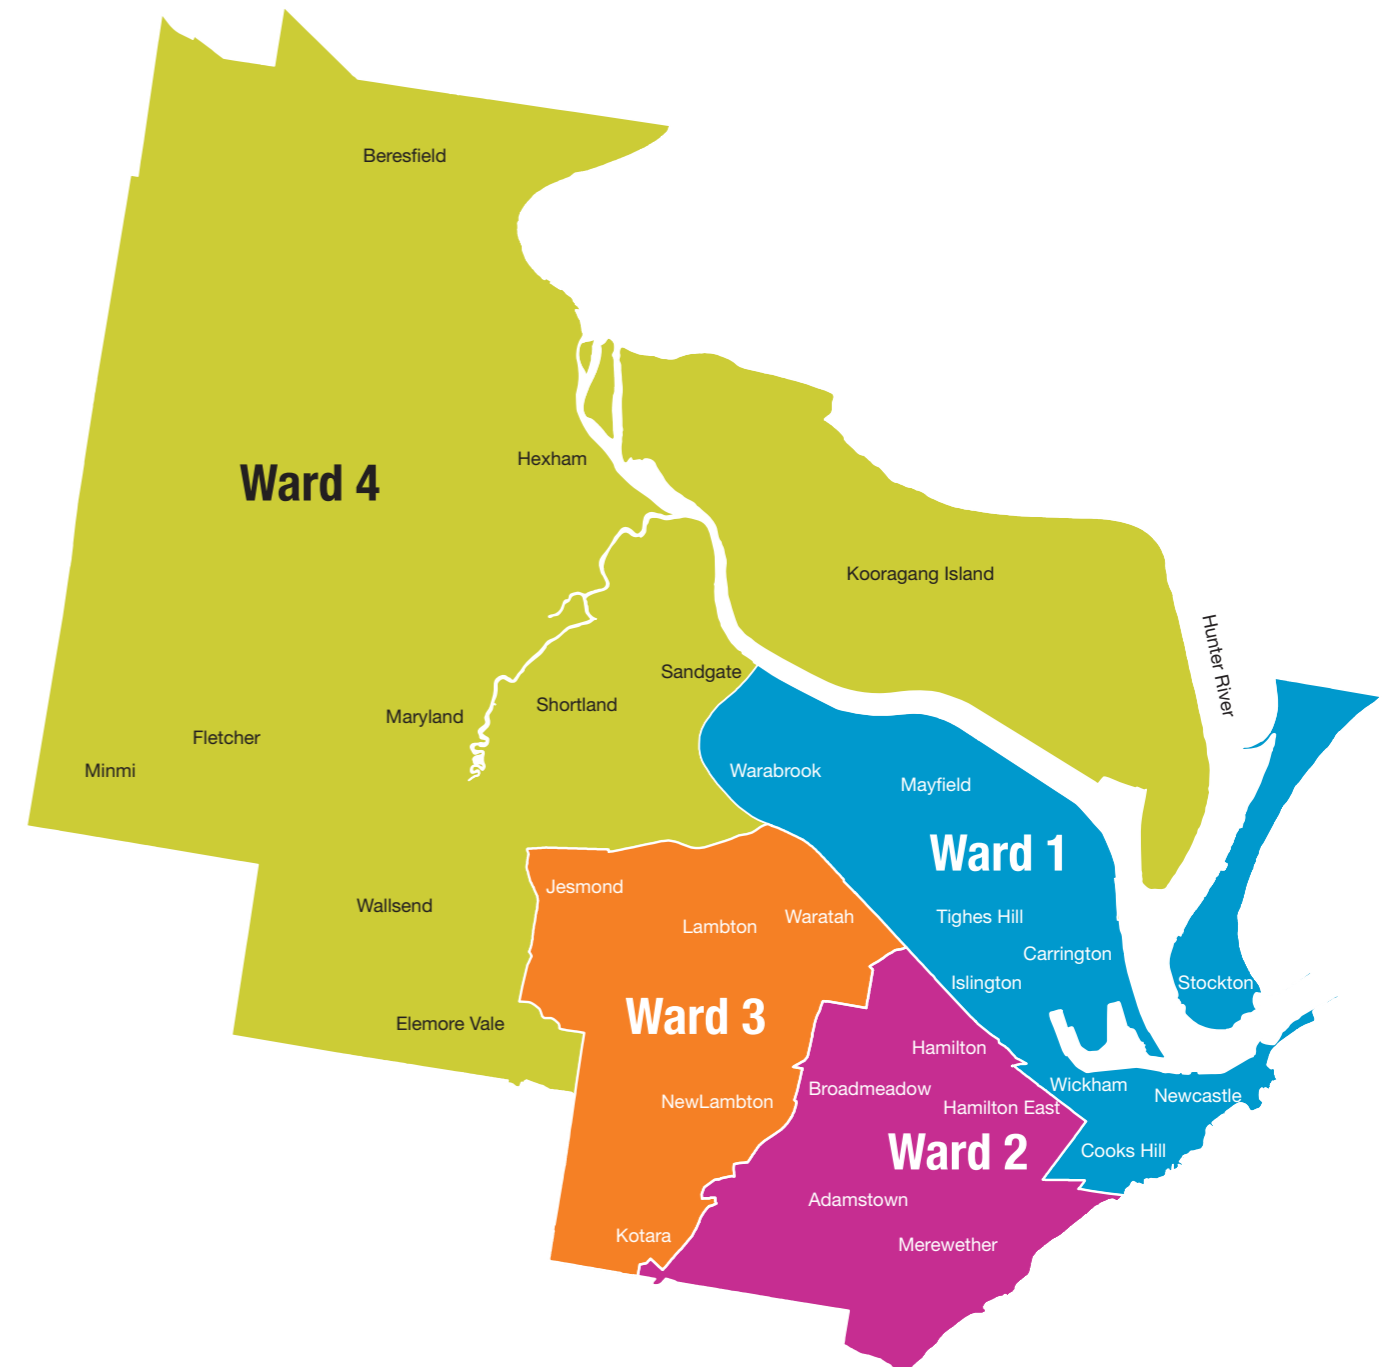 Beresfield
Hexham
Ward 4
Kooragang Island
Hunter River
Sandgate
Shortland
Maryland
Fletcher
Minmi
Warabrook
Mayfield
Ward 1
Jesmond
Wallsend
Lambton
Waratah
Tighes Hill
Carrington
Islington
Stockton
Elemore Vale
Ward 3
Hamilton
Wickham
Newcastle
Broadmeadow
NewLambton
Hamilton East
Ward 2
Cooks Hill
Adamstown
Kotara
Merewether